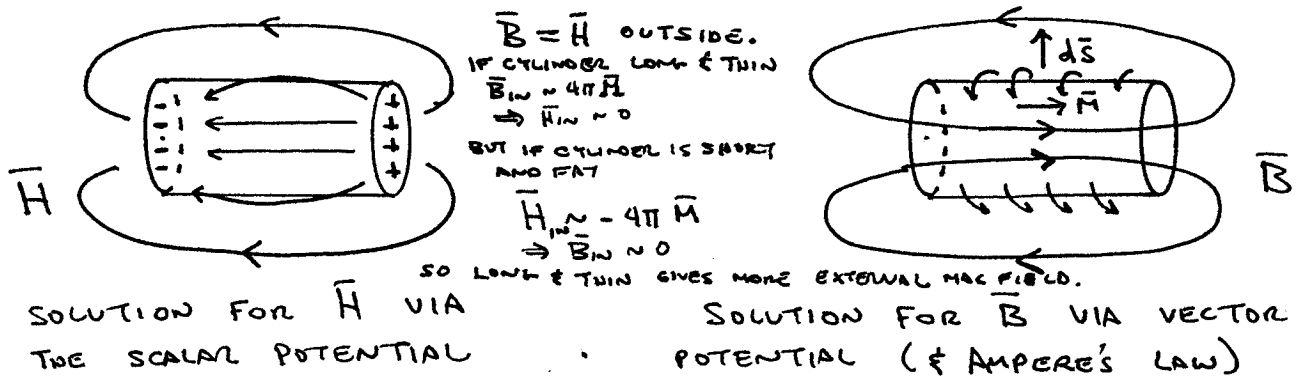 B̄ = H̄ OUTSIDE.
IF CYLINDER LONG & THIN
B̄IN ~ 4π M̄
⇒ H̄IN ~ 0
BUT IF CYLINDER IS SHORT
AND FAT
H̄IN ~ - 4π M̄
⇒ B̄IN ~ 0
SO LONG & THIN GIVES MORE EXTERNAL MAG FIELD.
H̄
- -
- -
- -
+
+
+
+
dS̄
M̄
B̄
SOLUTION FOR H̄ VIA
THE SCALAR POTENTIAL .
SOLUTION FOR B̄ VIA VECTOR
POTENTIAL (& AMPERE'S LAW)